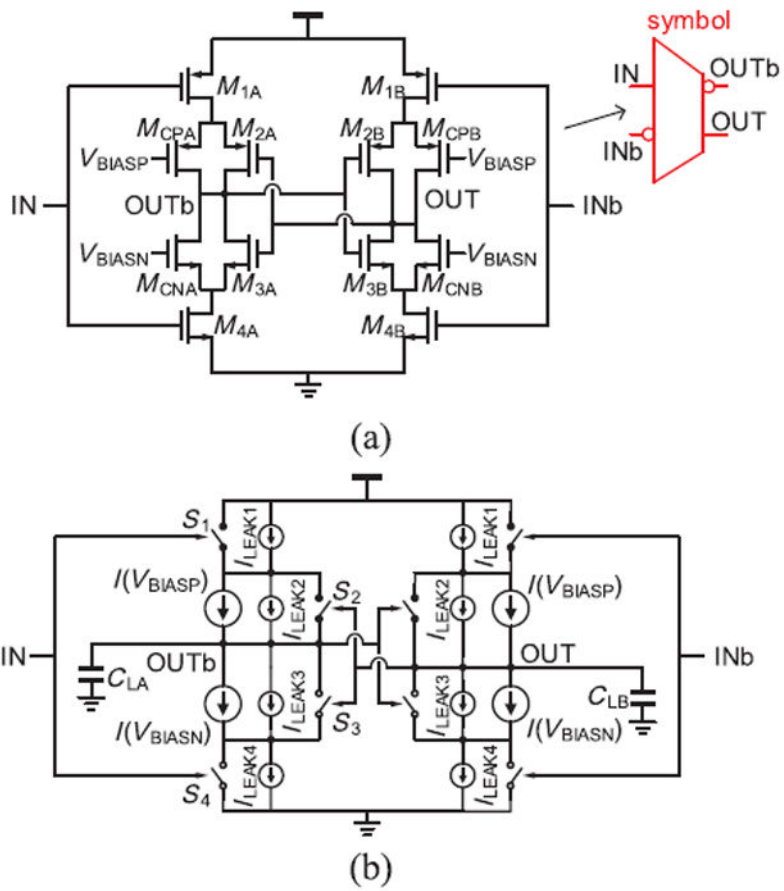 symbol
IN
OUTb
INb
OUT
M1A
M1B
MCPA
M2A
M2B
MCPB
VBIASP
VBIASP
IN
OUTb
OUT
INb
VBIASN
VBIASN
MCNA
M3A
M3B
MCNB
M4A
M4B
(a)
S1
ILEAK1
ILEAK1
I(VBIASP)
ILEAK2
S2
ILEAK2
I(VBIASP)
IN
OUTb
OUT
INb
CLA
CLB
I(VBIASN)
ILEAK3
S3
ILEAK3
I(VBIASN)
S4
ILEAK4
ILEAK4
(b)